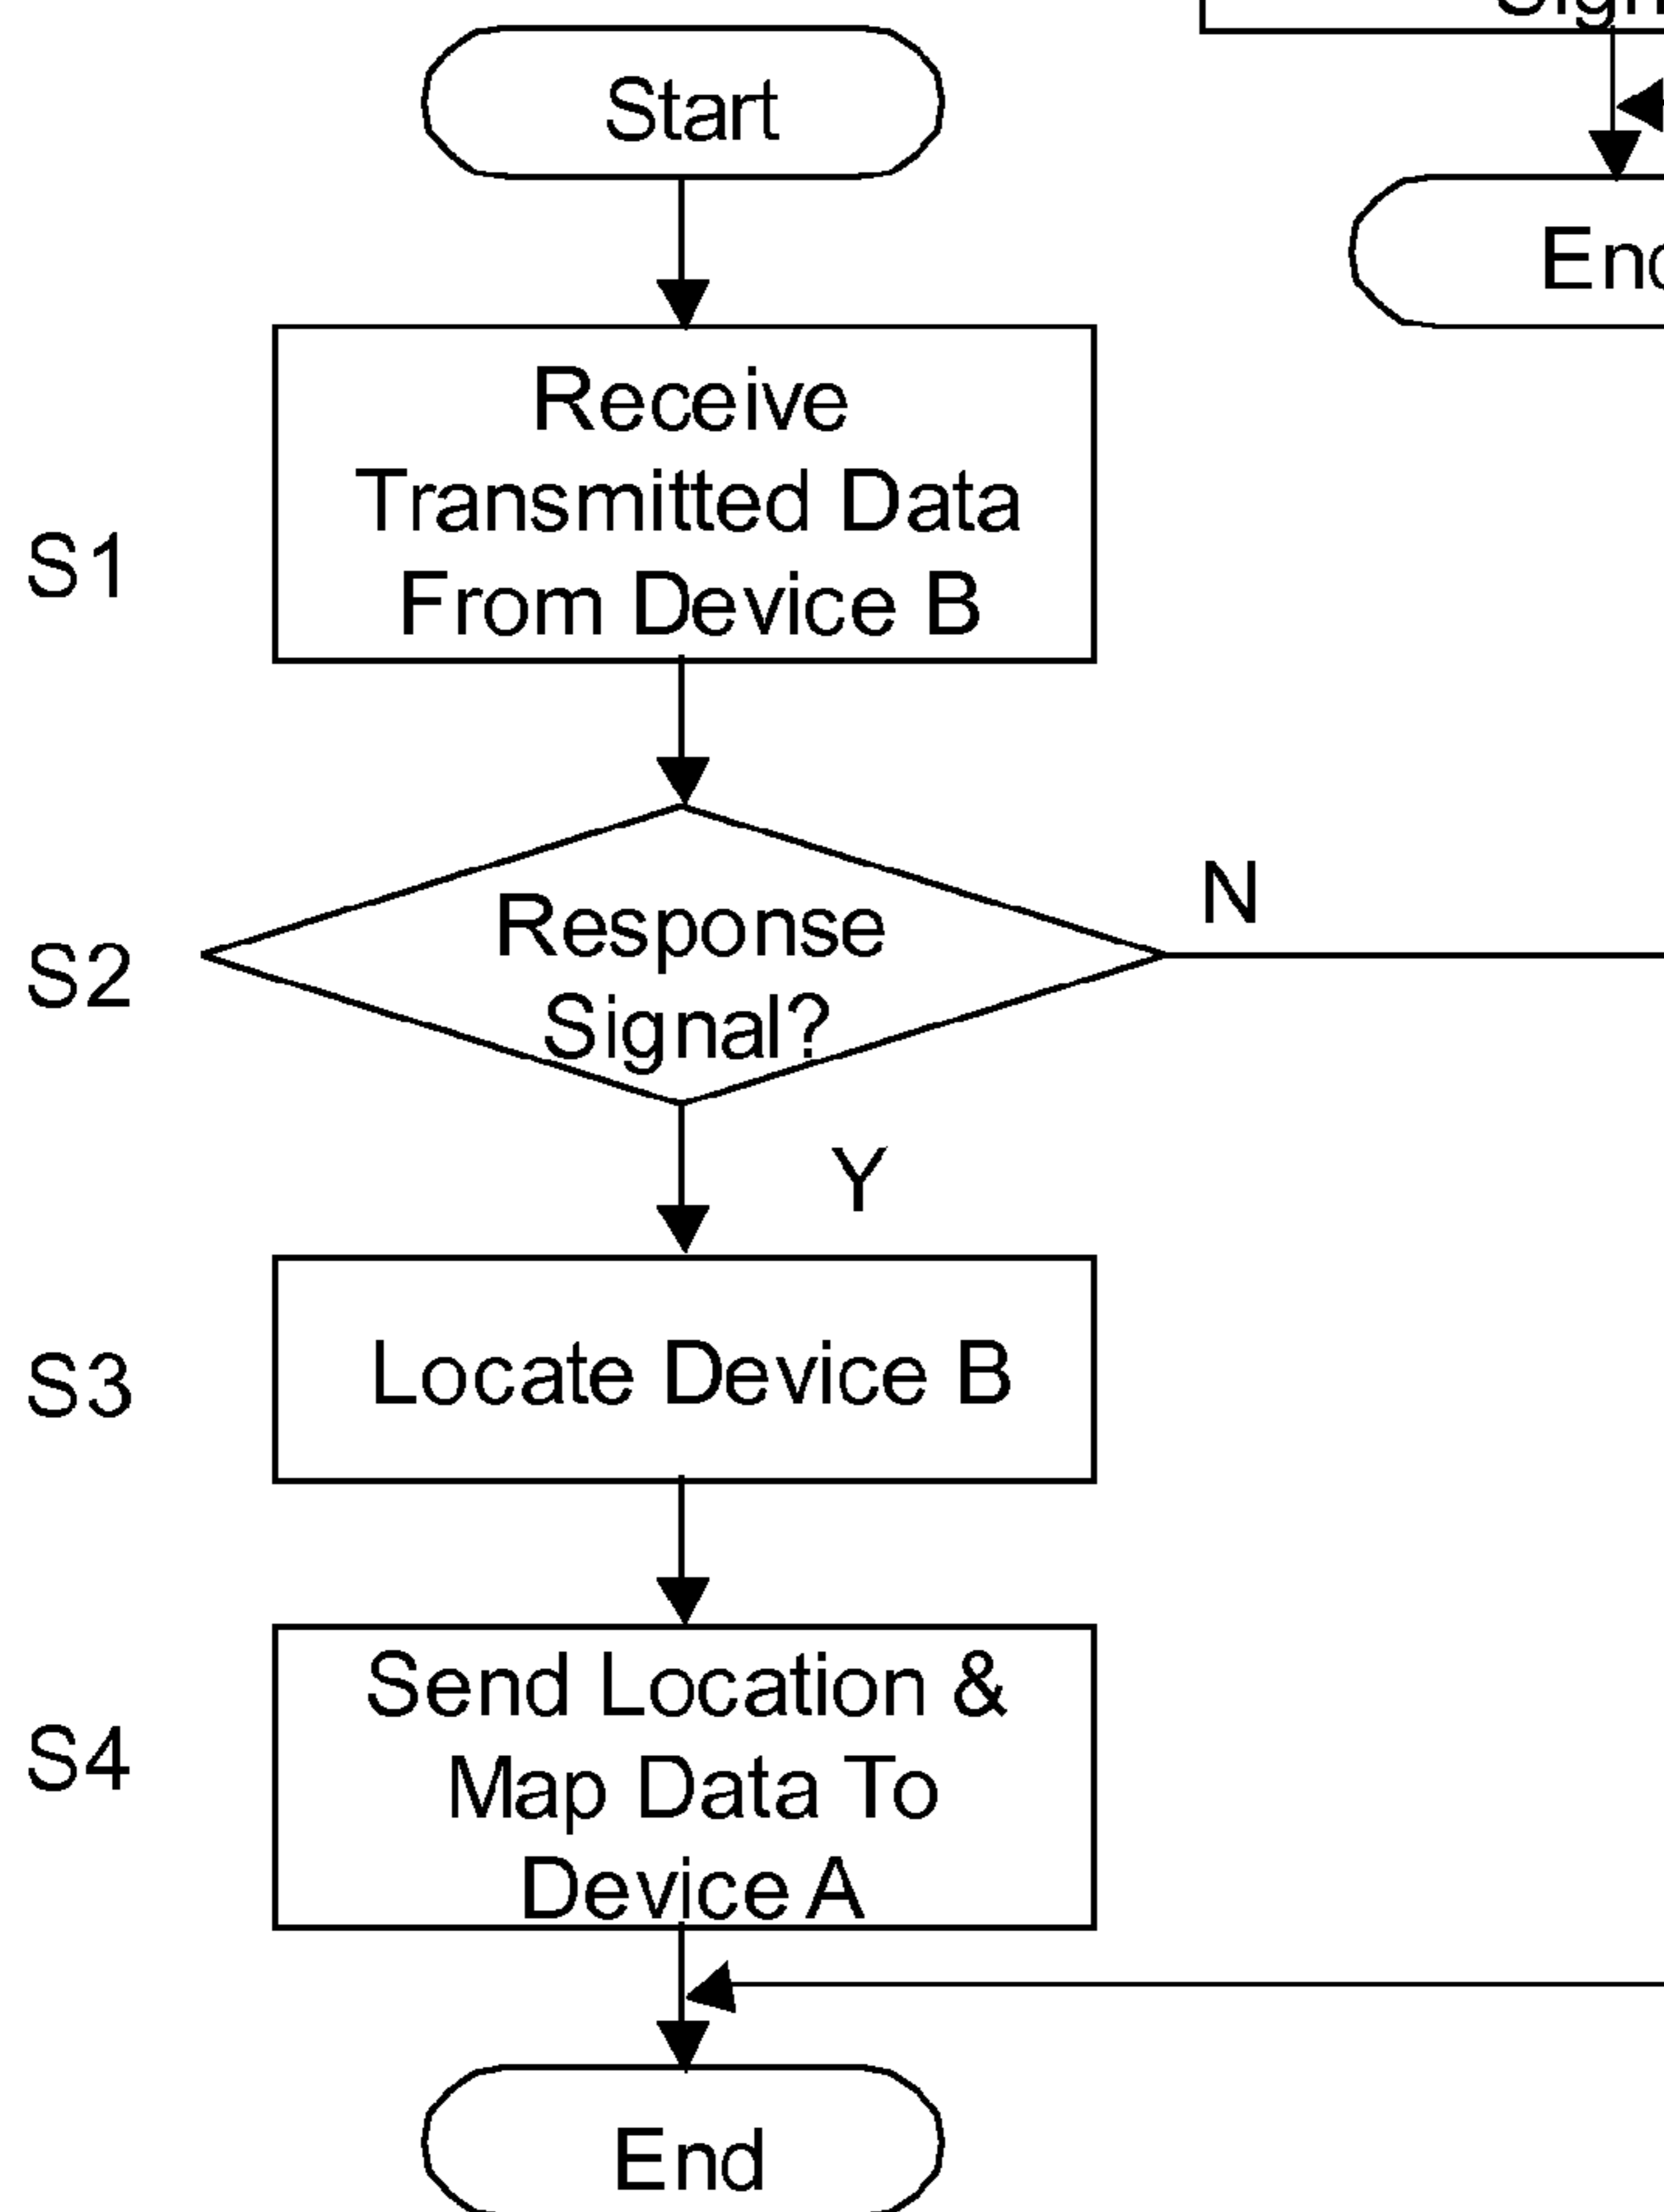 Start
S1
Receive
Transmitted Data
From Device B
S2
Response
Signal?
N
Y
S3
Locate Device B
S4
Send Location &
Map Data To
Device A
End